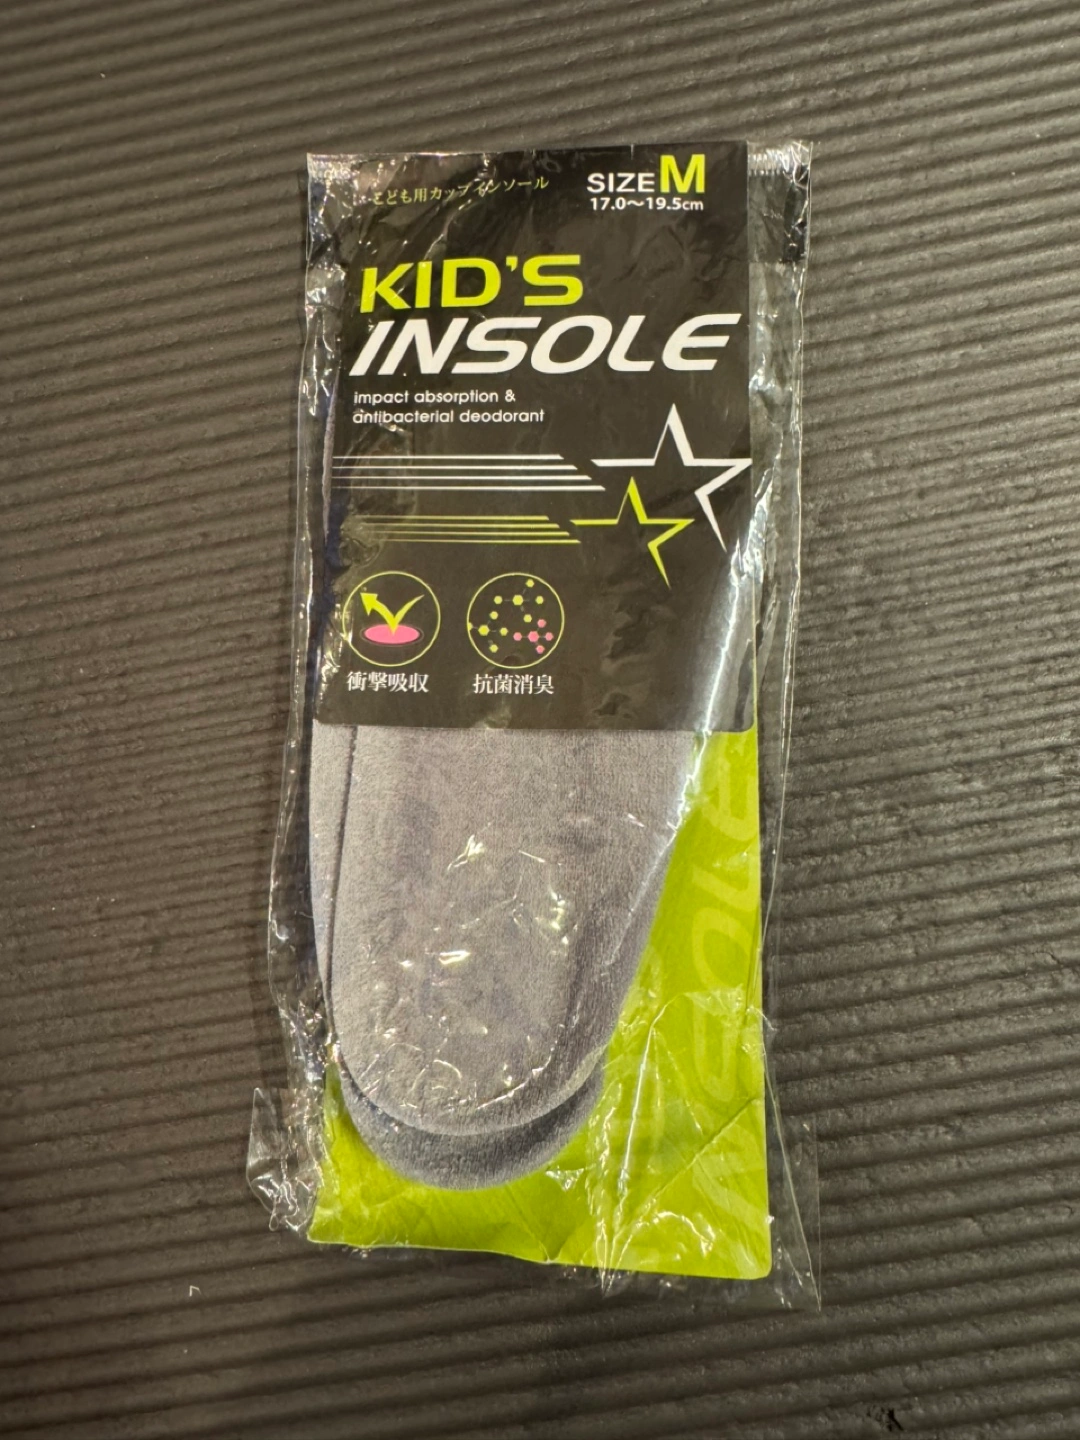 こども用カップインソール
SIZE M
17.0～19.5cm
KID'S
INSOLE
impact absorption &
antibacterial deodorant
衝撃吸収
抗菌消臭